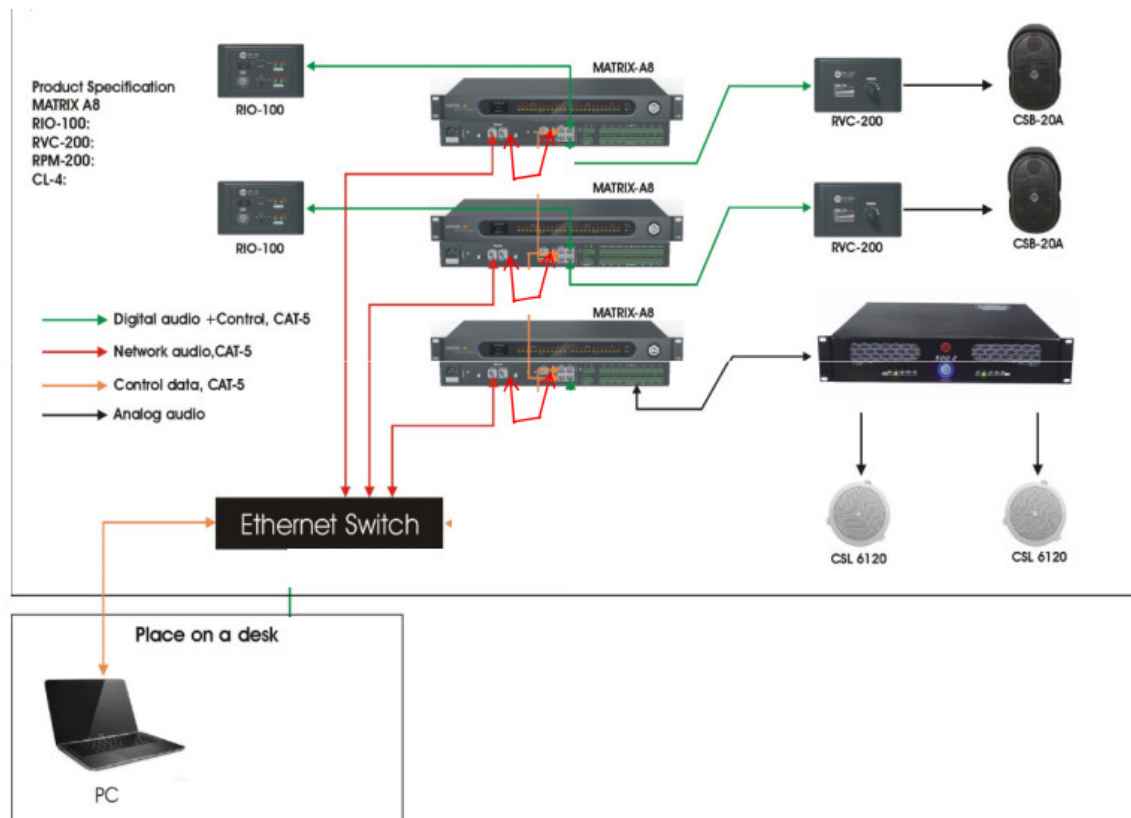 MATRIX-A8
RIO-100
RVC-200
CSB-20A
Product Specification
MATRIX A8
RIO-100:
RVC-200:
RPM-200:
CL-4:
MATRIX-A8
RIO-100
RVC-200
CSB-20A
MATRIX-A8
Digital audio +Control, CAT-5
Network audio,CAT-5
Control data, CAT-5
Analog audio
Ethernet Switch
CSL 6120
CSL 6120
Place on a desk
PC